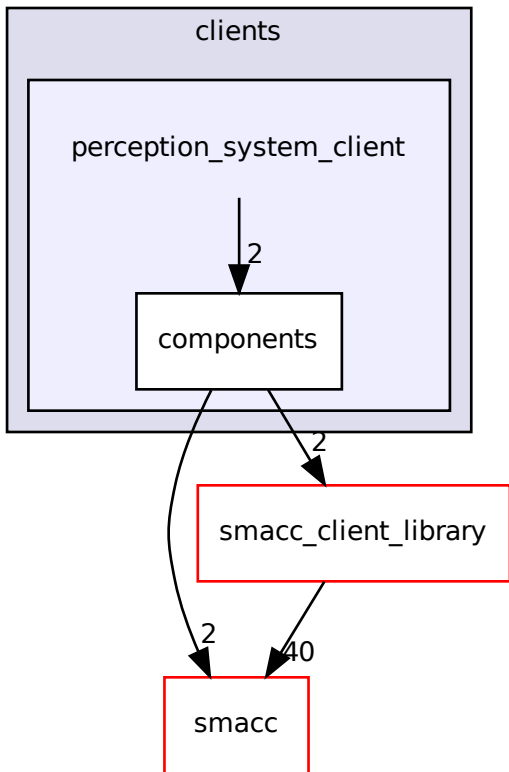 clients
perception_system_client
2
components
2
smacc_client_library
2
40
smacc